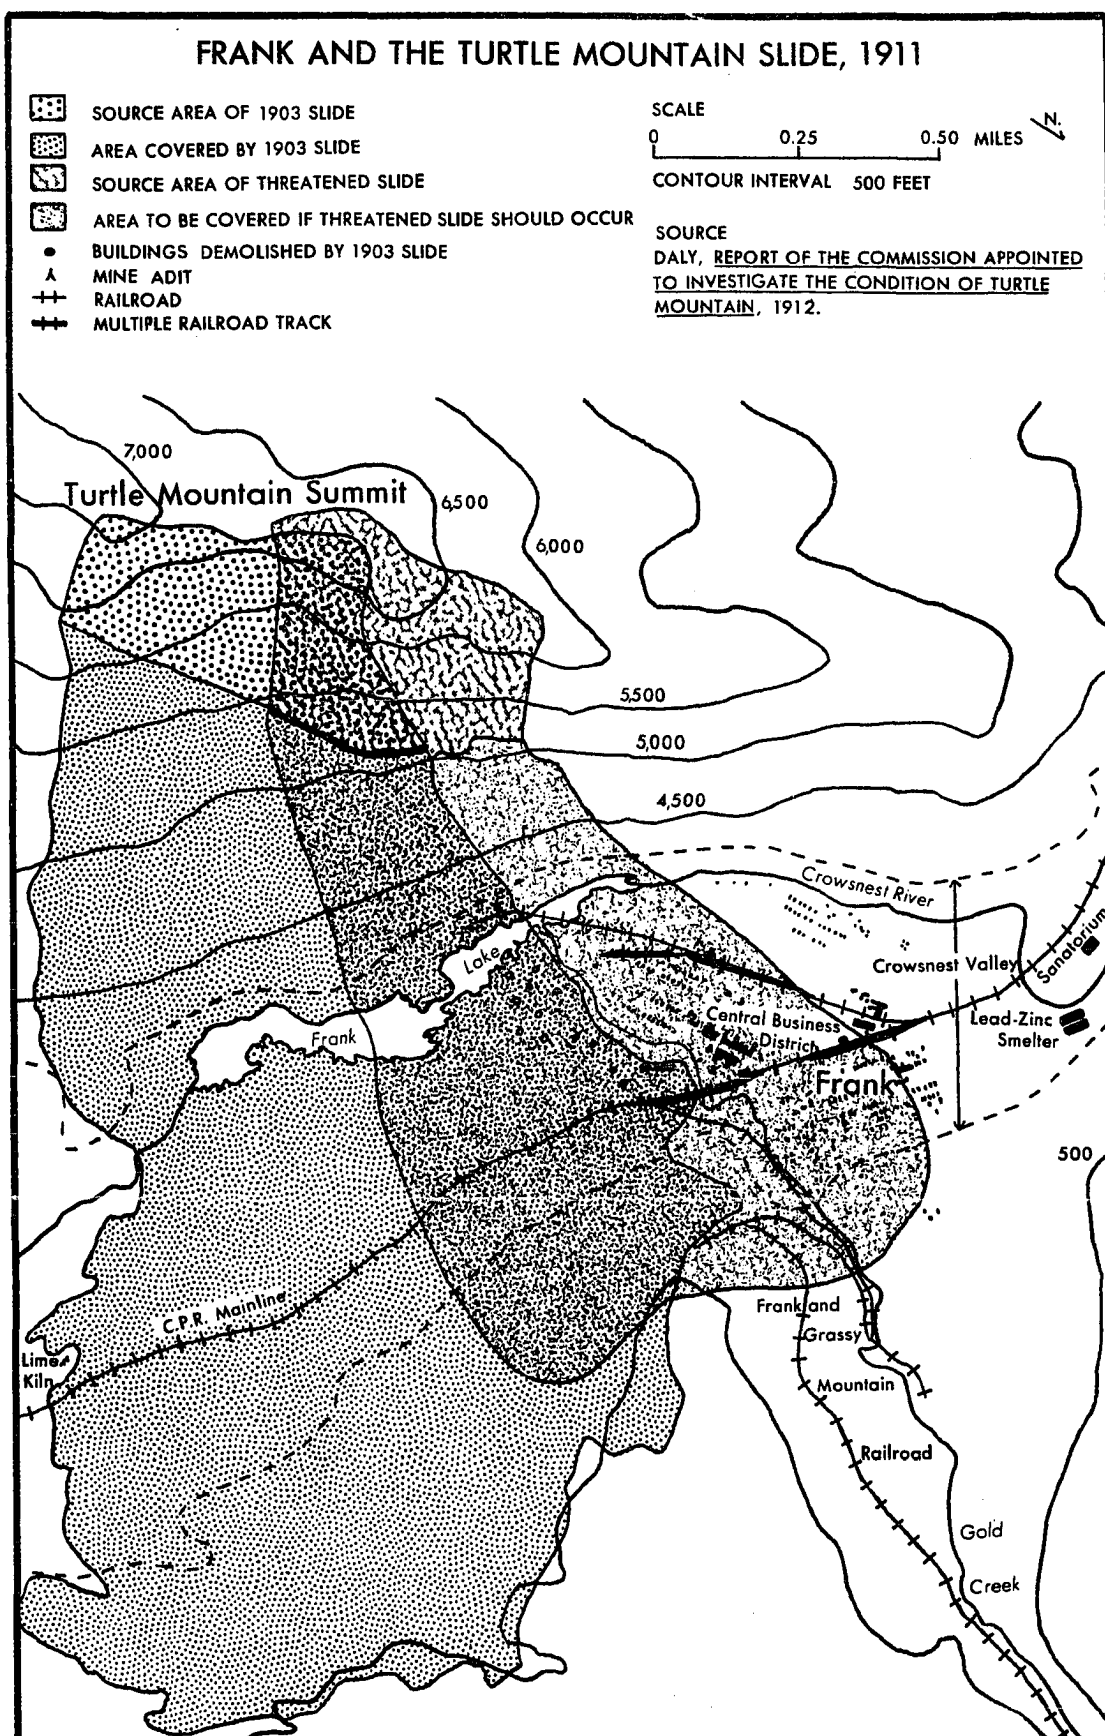 FRANK AND THE TURTLE MOUNTAIN SLIDE, 1911
SOURCE AREA OF 1903 SLIDE
AREA COVERED BY 1903 SLIDE
SOURCE AREA OF THREATENED SLIDE
AREA TO BE COVERED IF THREATENED SLIDE SHOULD OCCUR
BUILDINGS DEMOLISHED BY 1903 SLIDE
MINE ADIT
RAILROAD
MULTIPLE RAILROAD TRACK
SCALE
0 0.25 0.50 MILES
N.
CONTOUR INTERVAL 500 FEET
SOURCE
DALY, REPORT OF THE COMMISSION APPOINTED
TO INVESTIGATE THE CONDITION OF TURTLE
MOUNTAIN, 1912.
7,000
Turtle Mountain Summit
6,500
6,000
5,500
5,000
4,500
Crowsnest River
Crowsnest Valley
Sanatorium
Lake
Frank
Central Business
District
Lead-Zinc
Smelter
Frank
500
C.P.R. Mainline
Lime
Kiln
Frank and
Grassy
Mountain
Railroad
Gold
Creek